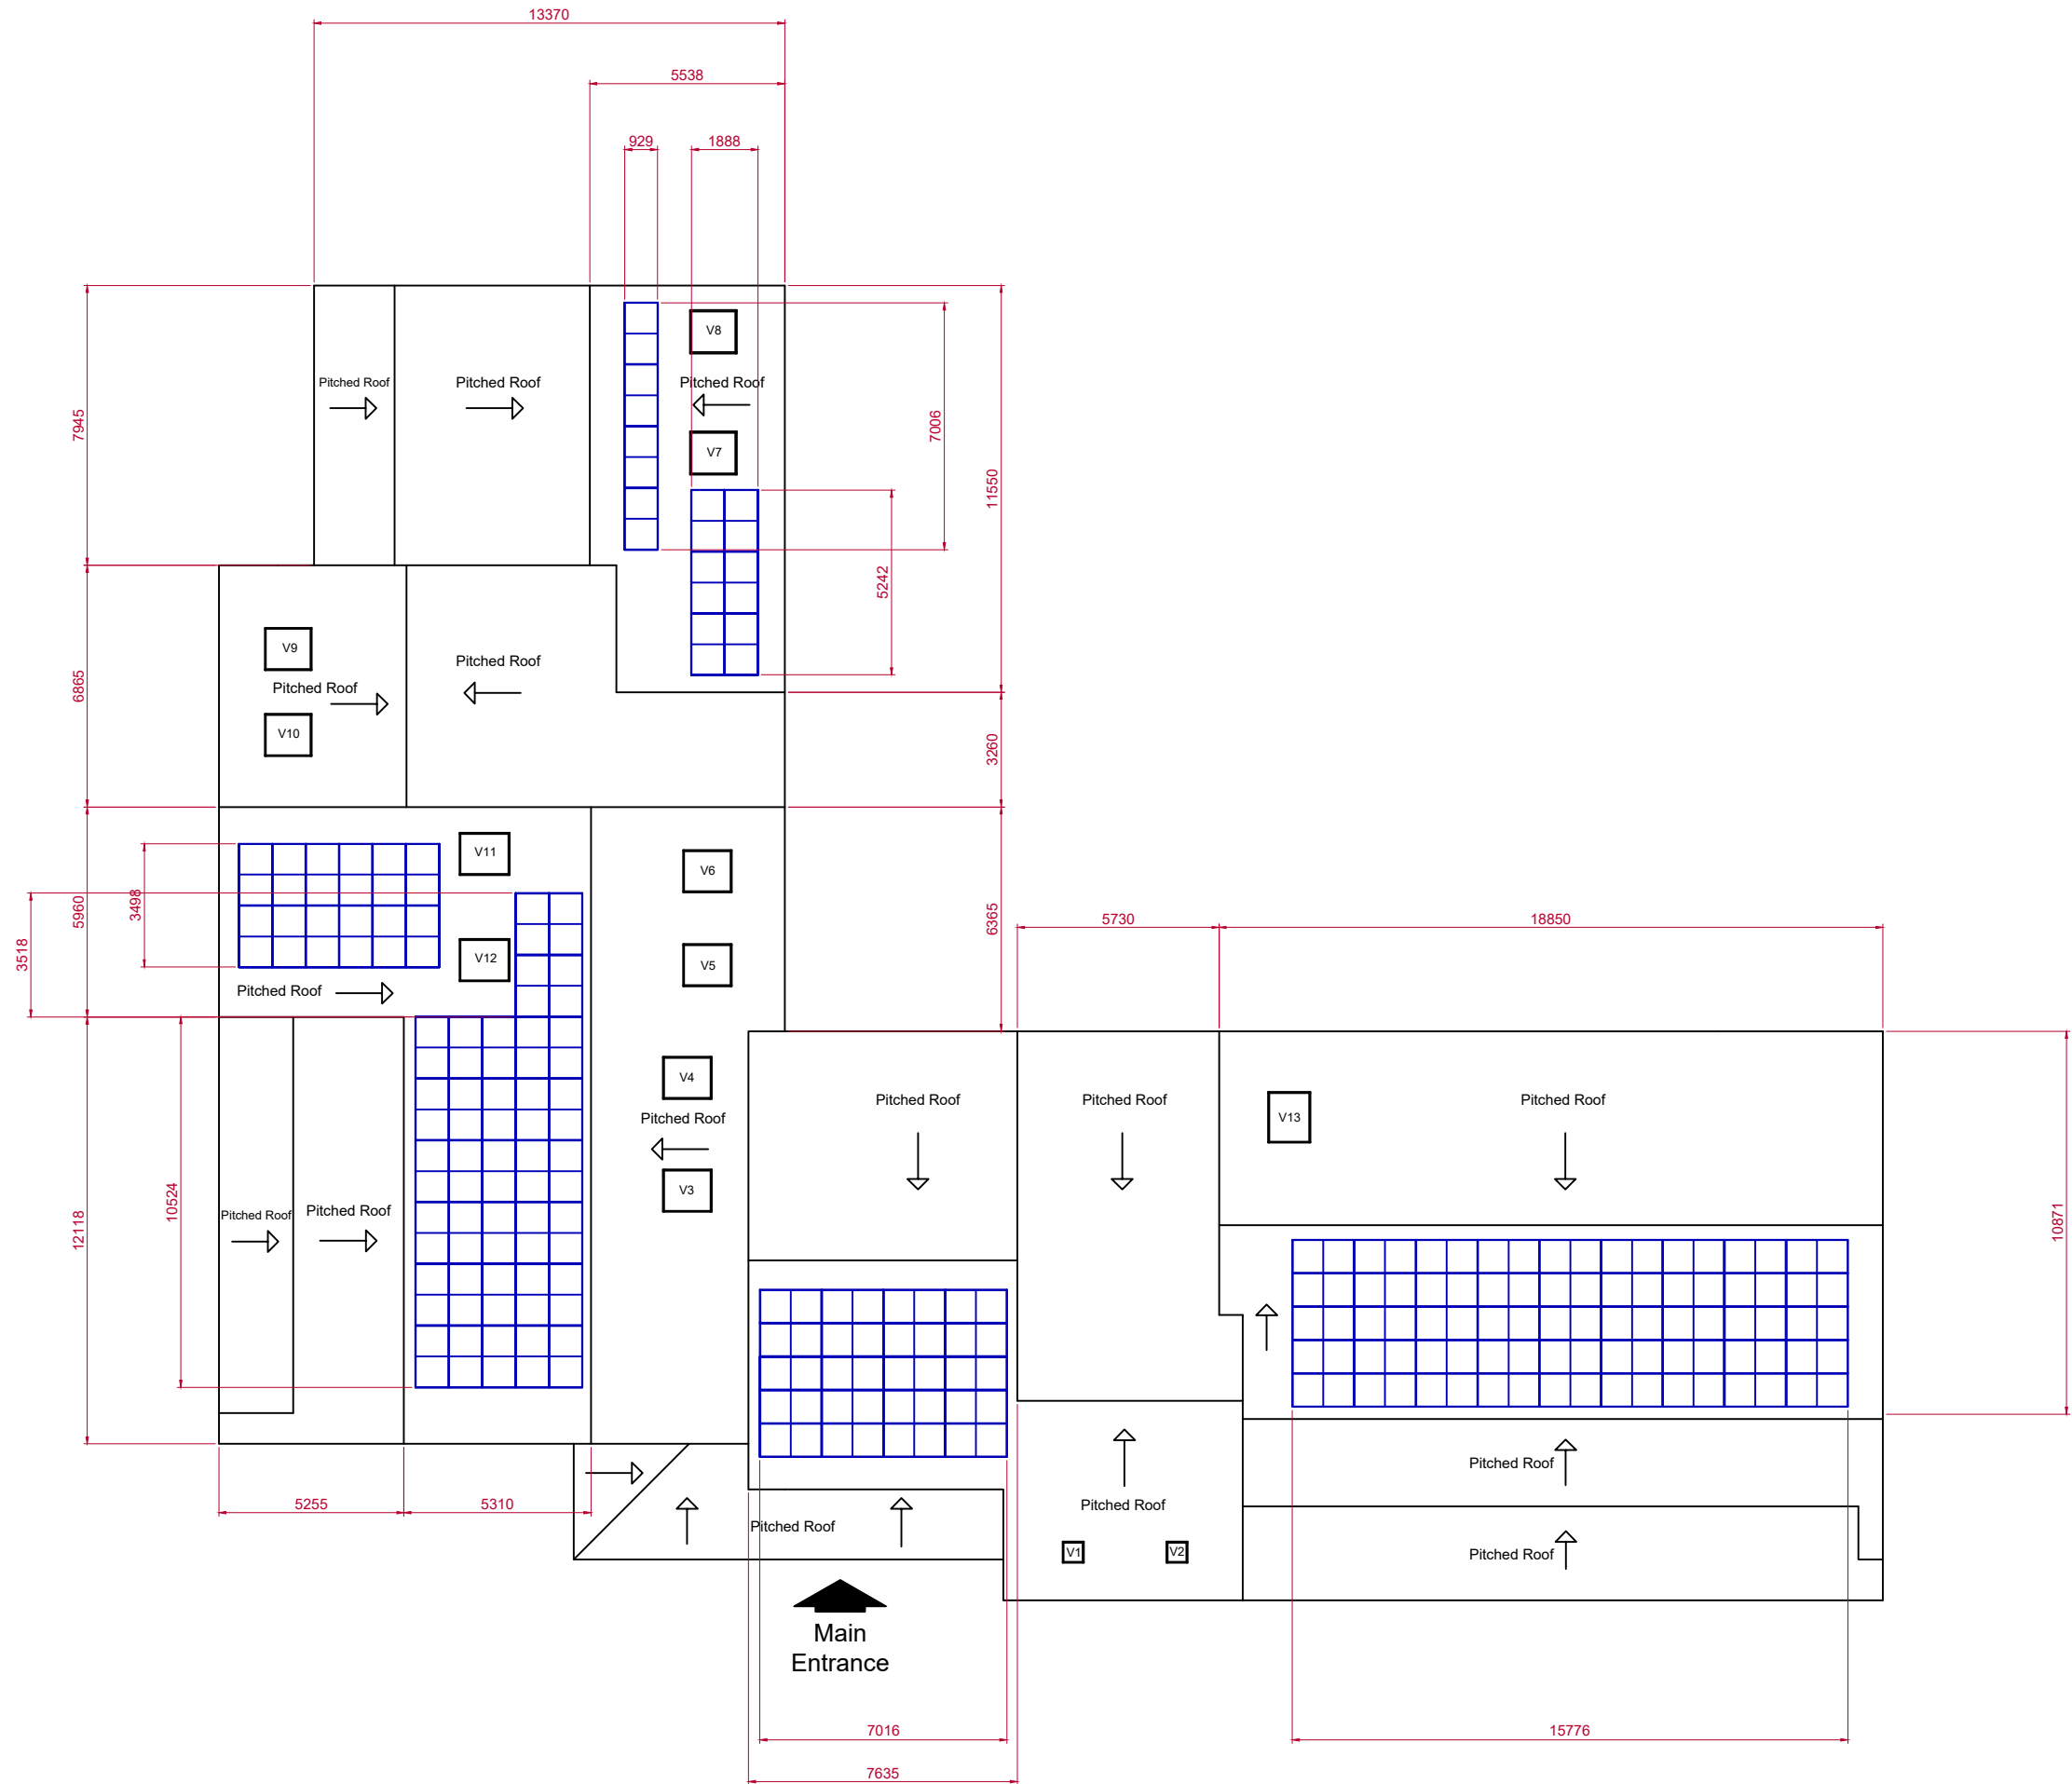 13370
5538
929
1888
V8
Pitched Roof
Pitched Roof
Pitched Roof
7945
7006
V7
11550
5242
V9
Pitched Roof
6865
Pitched Roof
V10
3260
V11
V6
3498
5960
6365
5730
18850
3518
V12
V5
Pitched Roof
V4
Pitched Roof
Pitched Roof
Pitched Roof
Pitched Roof
V13
V3
10524
12118
Pitched Roof
Pitched Roof
10871
Pitched Roof
5255
5310
Pitched Roof
Pitched Roof
V1
V2
Pitched Roof
Main
Entrance
7016
15776
7635